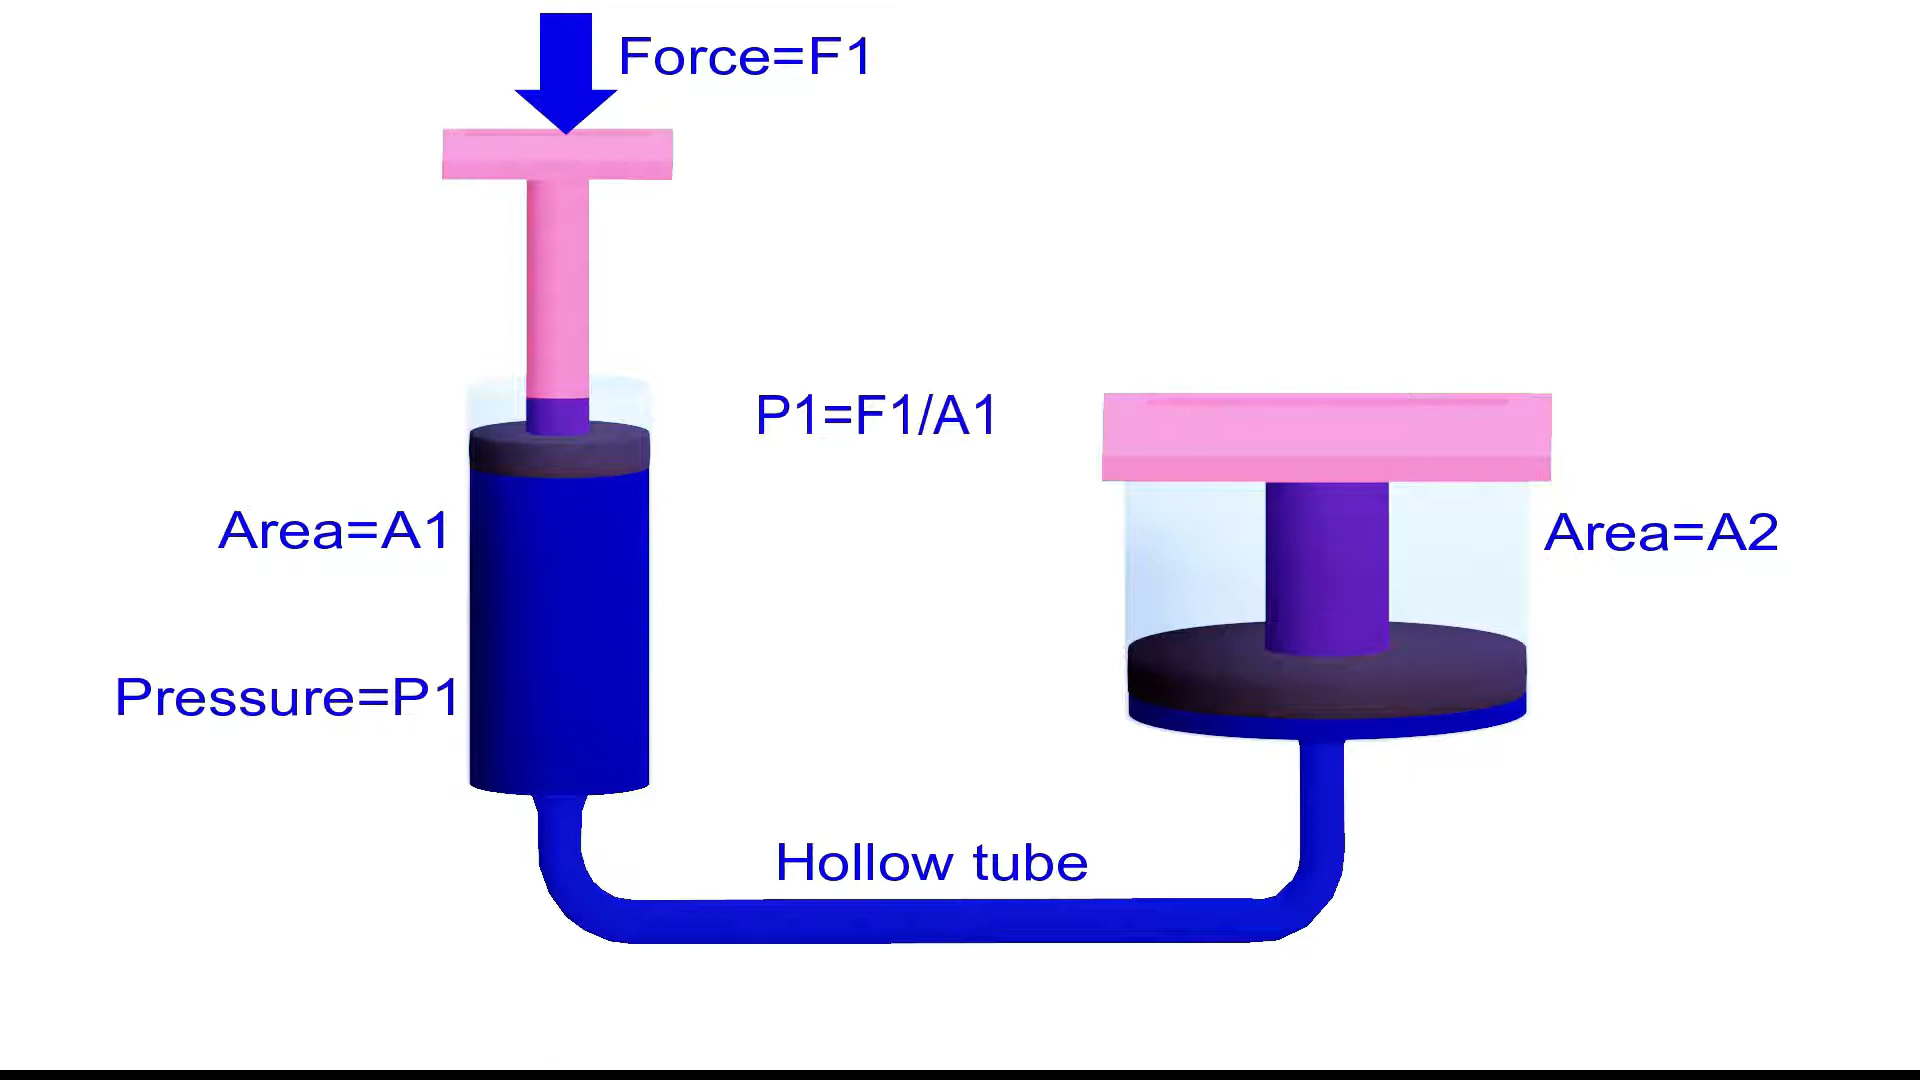 Force=F1
P1=F1/A1
Area=A1
Area=A2
Pressure=P1
Hollow tube